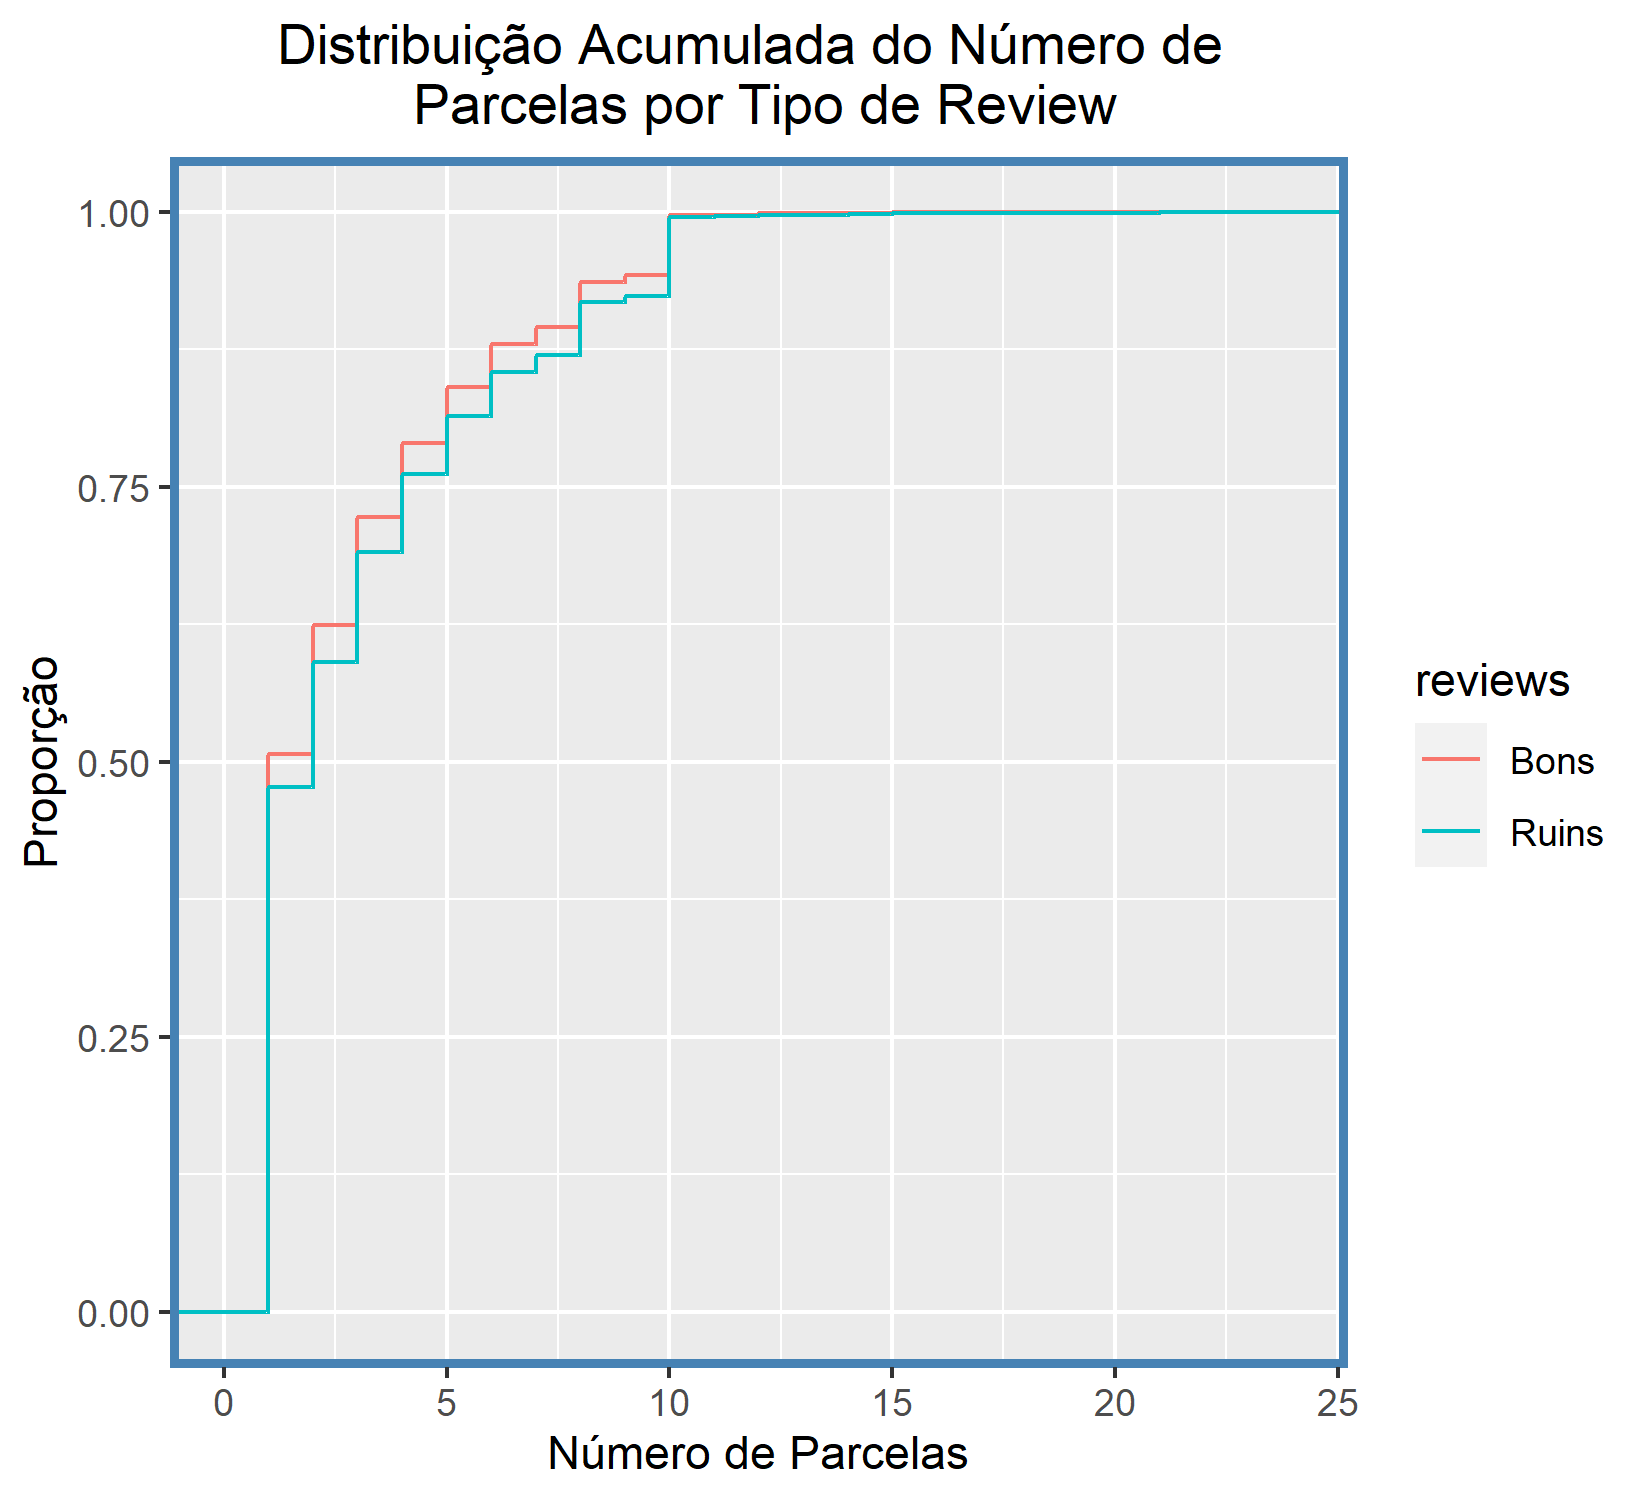 Distribuição Acumulada do Número de
Parcelas por Tipo de Review
1.00
0.75
0.50
0.25
0.00
Proporção
0 5 10 15 20 25
Número de Parcelas
reviews
Bons
Ruins